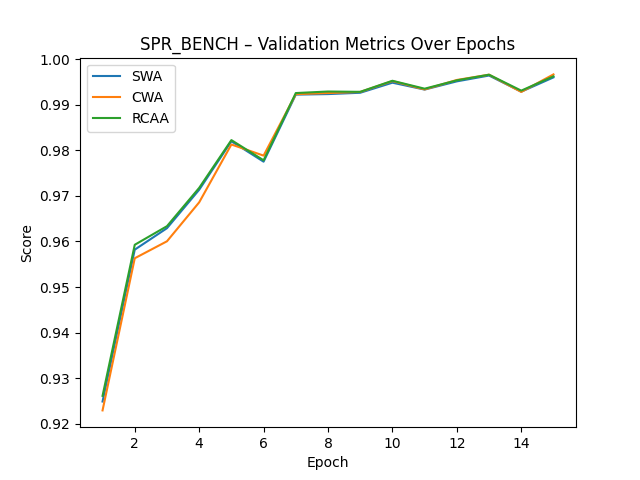 SPR_BENCH – Validation Metrics Over Epochs
SWA
CWA
RCAA
1.00
0.99
0.98
0.97
0.96
0.95
0.94
0.93
0.92
Score
2
4
6
8
10
12
14
Epoch